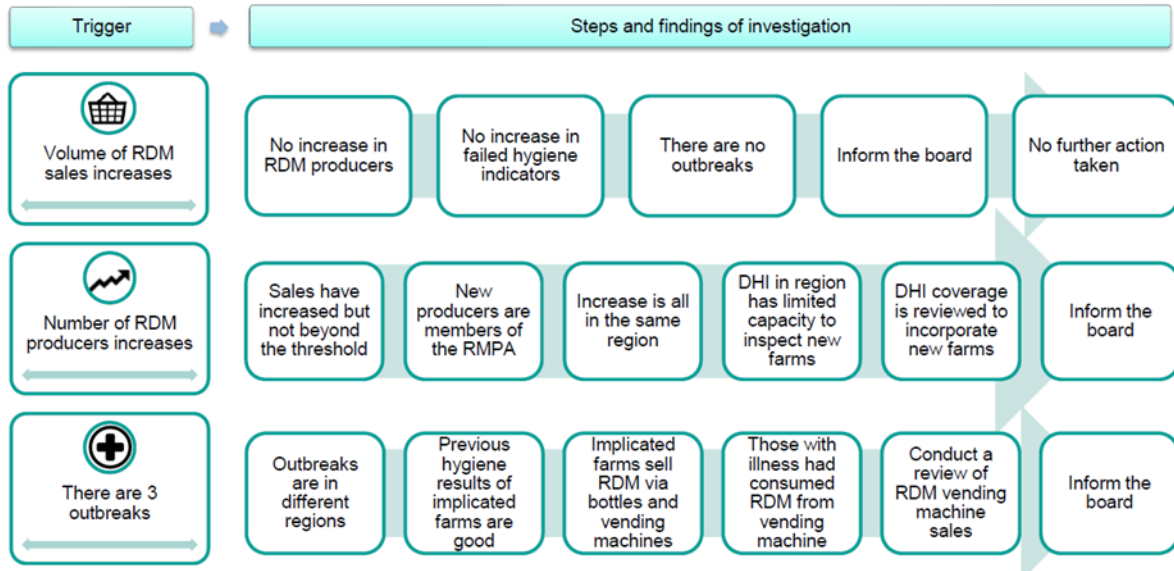 Trigger
Steps and findings of investigation
Volume of RDM
sales increases
No increase in
RDM producers
No increase in
failed hygiene
indicators
There are no
outbreaks
Inform the board
No further action
taken
Number of RDM
producers increases
Sales have
increased but
not beyond
the threshold
New
producers are
members of
the RMPA
Increase is all
in the same
region
DHI in region
has limited
capacity to
inspect new
farms
DHI coverage
is reviewed to
incorporate
new farms
Inform the
board
There are 3
outbreaks
Outbreaks
are in
different
regions
Previous
hygiene
results of
implicated
farms are
good
Implicated
farms sell
RDM via
bottles and
vending
machines
Those with
illness had
consumed
RDM from
vending
machine
Conduct a
review of
RDM vending
machine
sales
Inform the
board